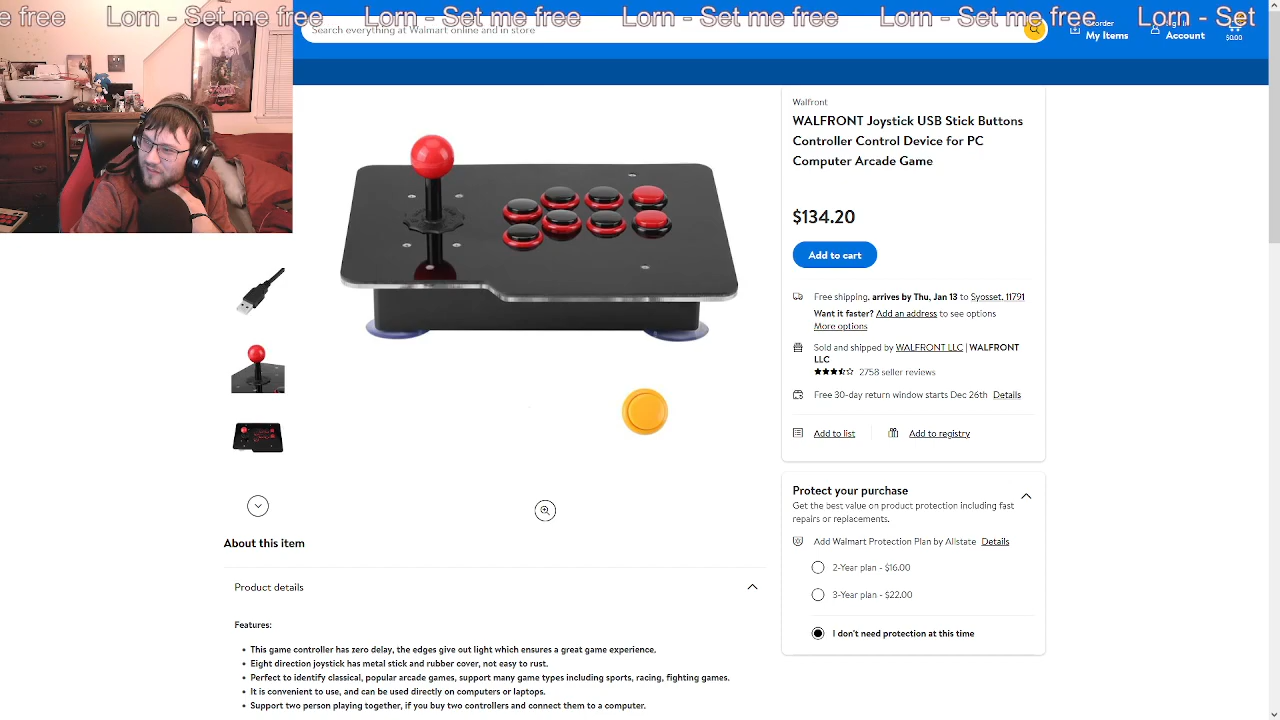 e free Lorn - Set me free Lorn - Set me free Lorn - Set me free Lorn - Set me free Lorn - Set
Search everything at Walmart online and in store
My Items
Account
$0.00
Walfront
WALFRONT Joystick USB Stick Buttons
Controller Control Device for PC
Computer Arcade Game
$134.20
Add to cart
Free shipping, arrives by Thu, Jan 13 to Syosset, 11791
Want it faster? Add an address to see options
More options
Sold and shipped by WALFRONT LLC | WALFRONT
LLC
2758 seller reviews
Free 30-day return window starts Dec 26th Details
Add to list
Add to registry
Protect your purchase
Get the best value on product protection including fast
repairs or replacements.
Add Walmart Protection Plan by Allstate Details
2-Year plan - $16.00
3-Year plan - $22.00
I don't need protection at this time
About this item
Product details
Features:
• This game controller has zero delay, the edges give out light which ensures a great game experience.
• Eight direction joystick has metal stick and rubber cover, not easy to rust.
• Perfect to identify classical, popular arcade games, support many game types including sports, racing, fighting games.
• It is convenient to use, and can be used directly on computers or laptops.
• Support two person playing together, if you buy two controllers and connect them to a computer.